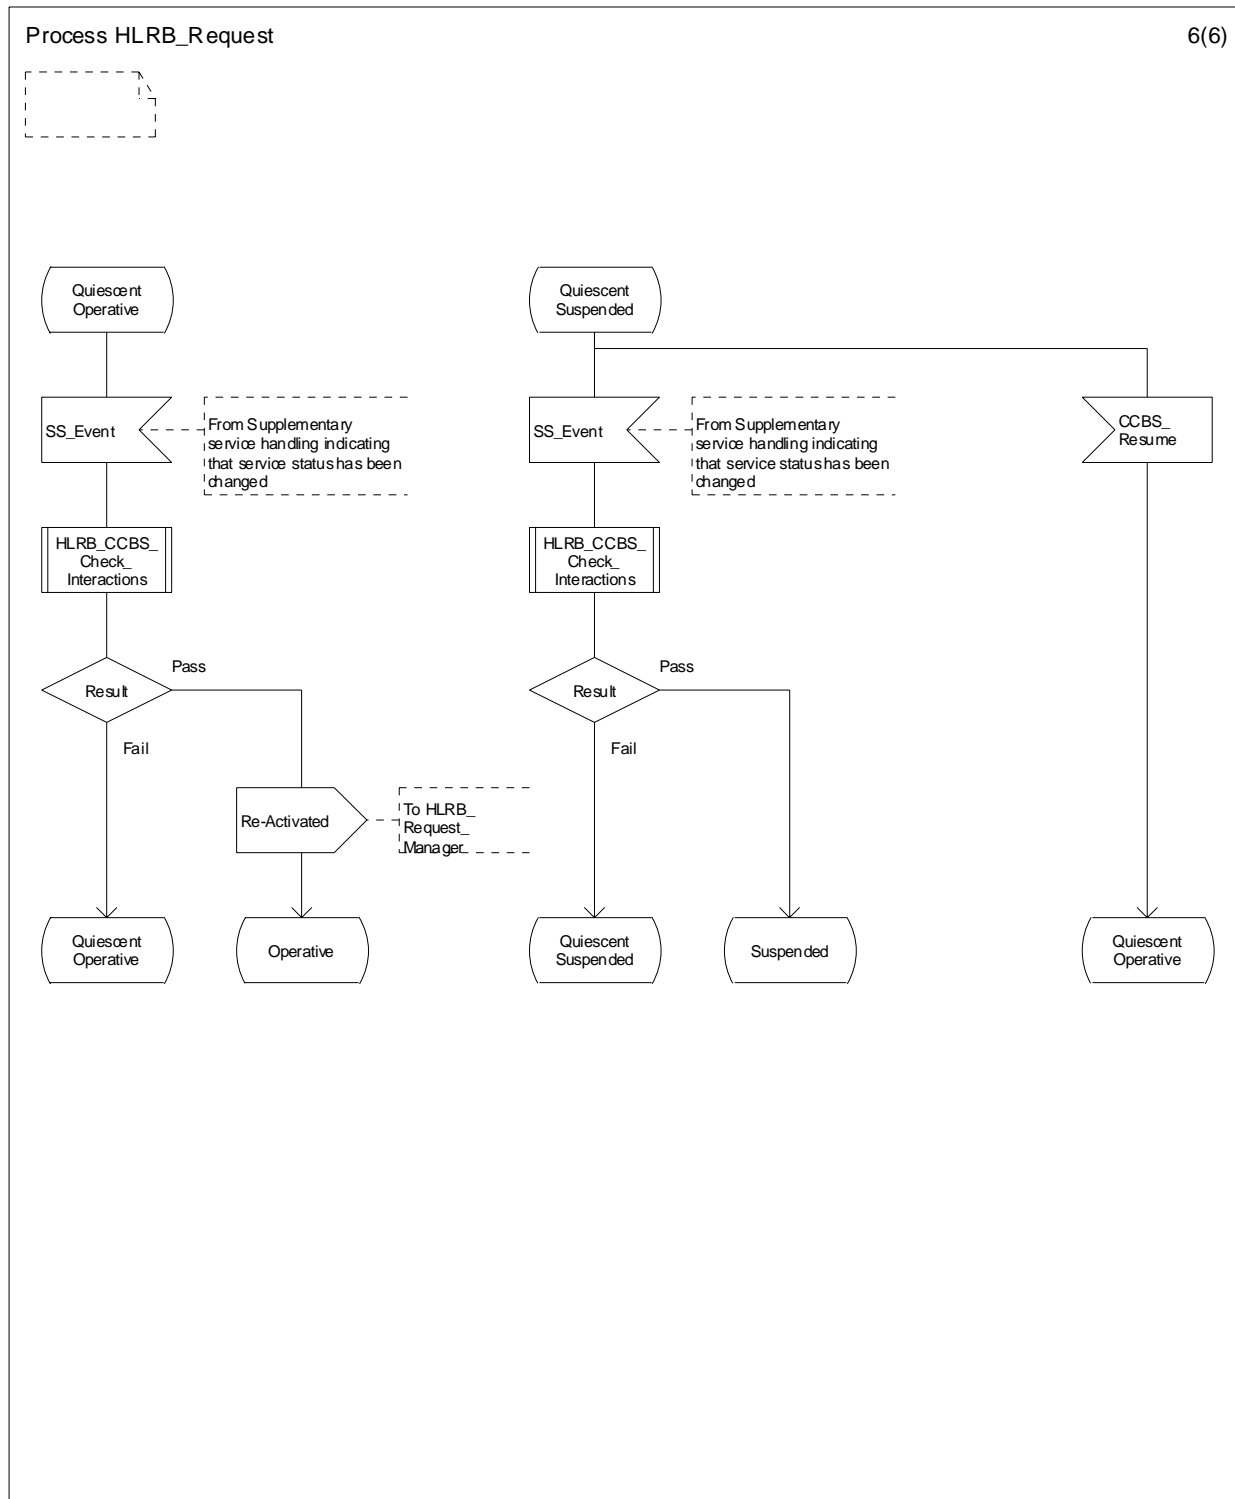 Process HLRB_Request
6(6)
Quiescent
Operative
SS_Event
From Supplementary
service handling indicating
that service status has been
changed
HLRB_CCBS_
Check_
Interactions
Result
Pass
Fail
Re-Activated
To HLRB_
Request_
Manager
Quiescent
Operative
Operative
Quiescent
Suspended
SS_Event
From Supplementary
service handling indicating
that service status has been
changed
HLRB_CCBS_
Check_
Interactions
Result
Pass
Fail
Quiescent
Suspended
Suspended
CCBS_
Resume
Quiescent
Operative